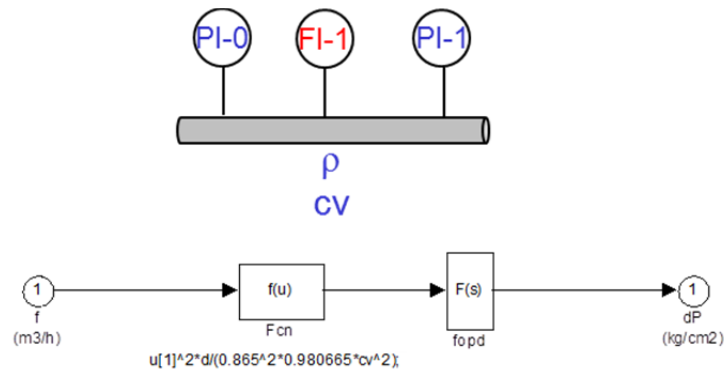 PI-0 FI-1 PI-1
ρ
cv
1 f(u) F(s) 1
f Fcn fopd dP
(m3/h) (kg/cm2)
u[1]^2*d/(0.865^2*0.980665*cv^2);